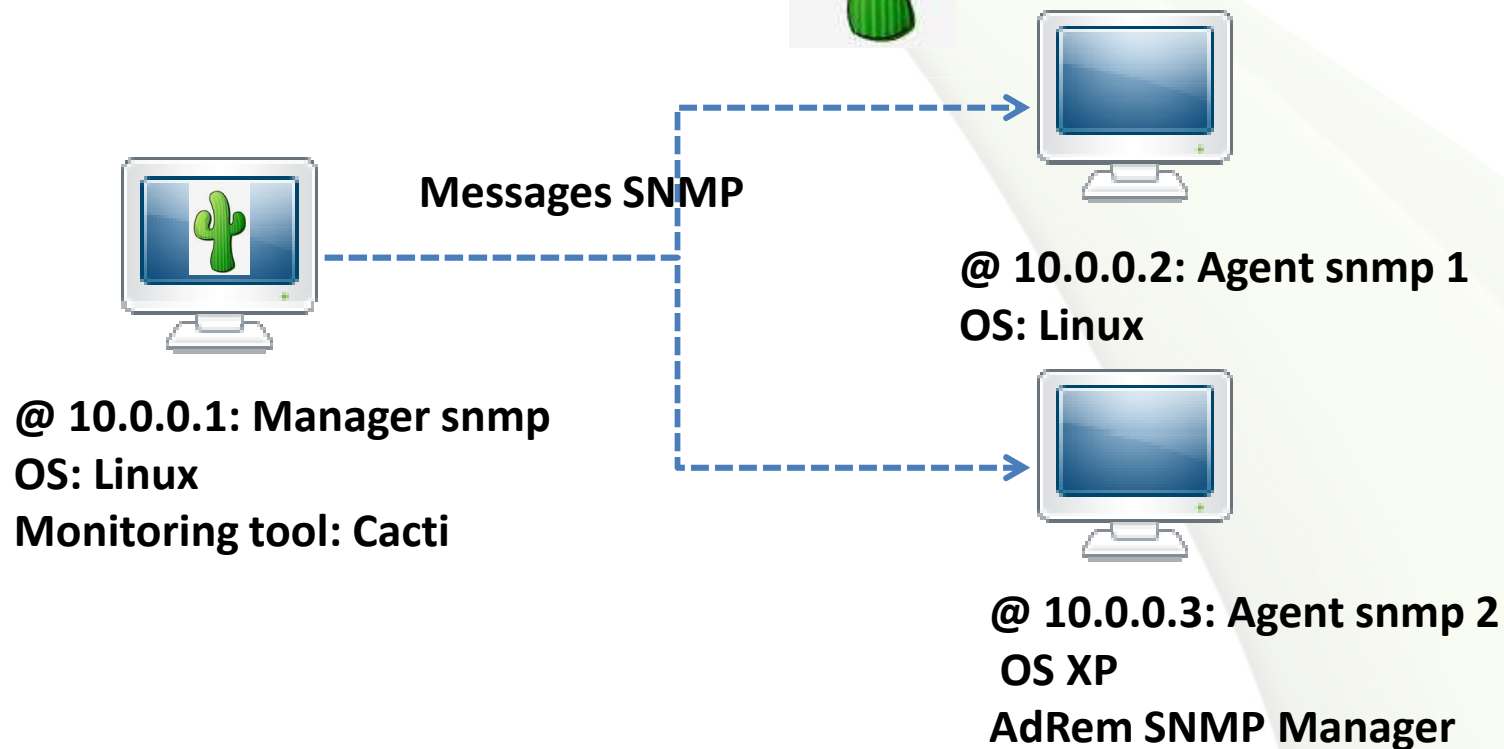 Messages SNMP
@ 10.0.0.2: Agent snmp 1
OS: Linux
@ 10.0.0.1: Manager snmp
OS: Linux
Monitoring tool: Cacti
@ 10.0.0.3: Agent snmp 2
OS XP
AdRem SNMP Manager